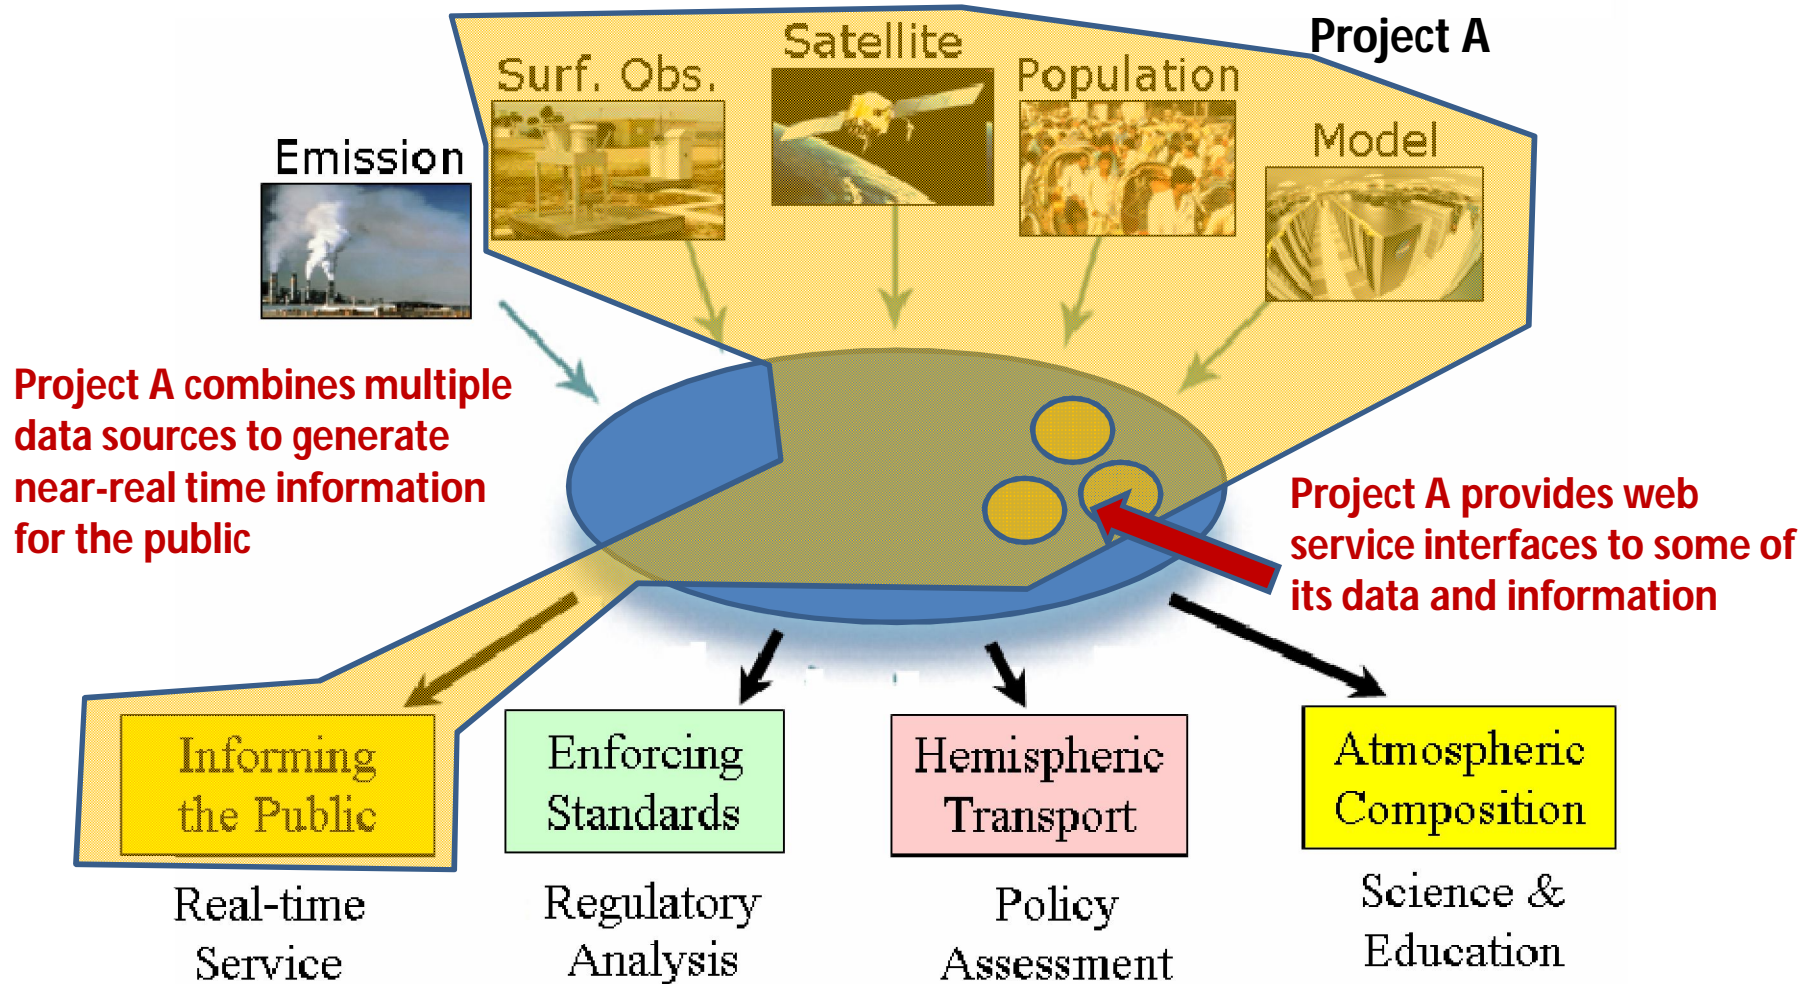 Project A
Satellite
Surf. Obs.
Population
Model
Emission
Project A combines multiple
data sources to generate
near-real time information
for the public
Project A provides web
service interfaces to some of
its data and information
Informing
the Public
Enforcing
Standards
Hemispheric
Transport
Atmospheric
Composition
Real-time
Service
Regulatory
Analysis
Policy
Assessment
Science &
Education